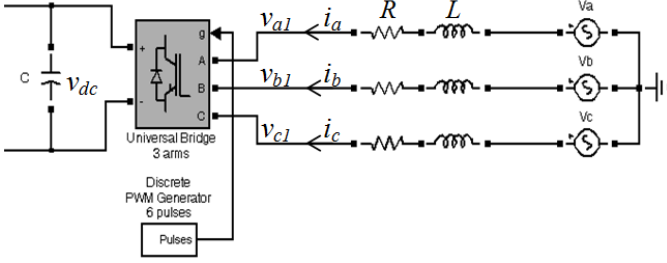 v_a1 i_a R L Va
g
+ A
C v_dc v_b1 i_b Vb
B
- C v_c1 i_c Vc
Universal Bridge
3 arms
Discrete
PWM Generator
6 pulses
Pulses